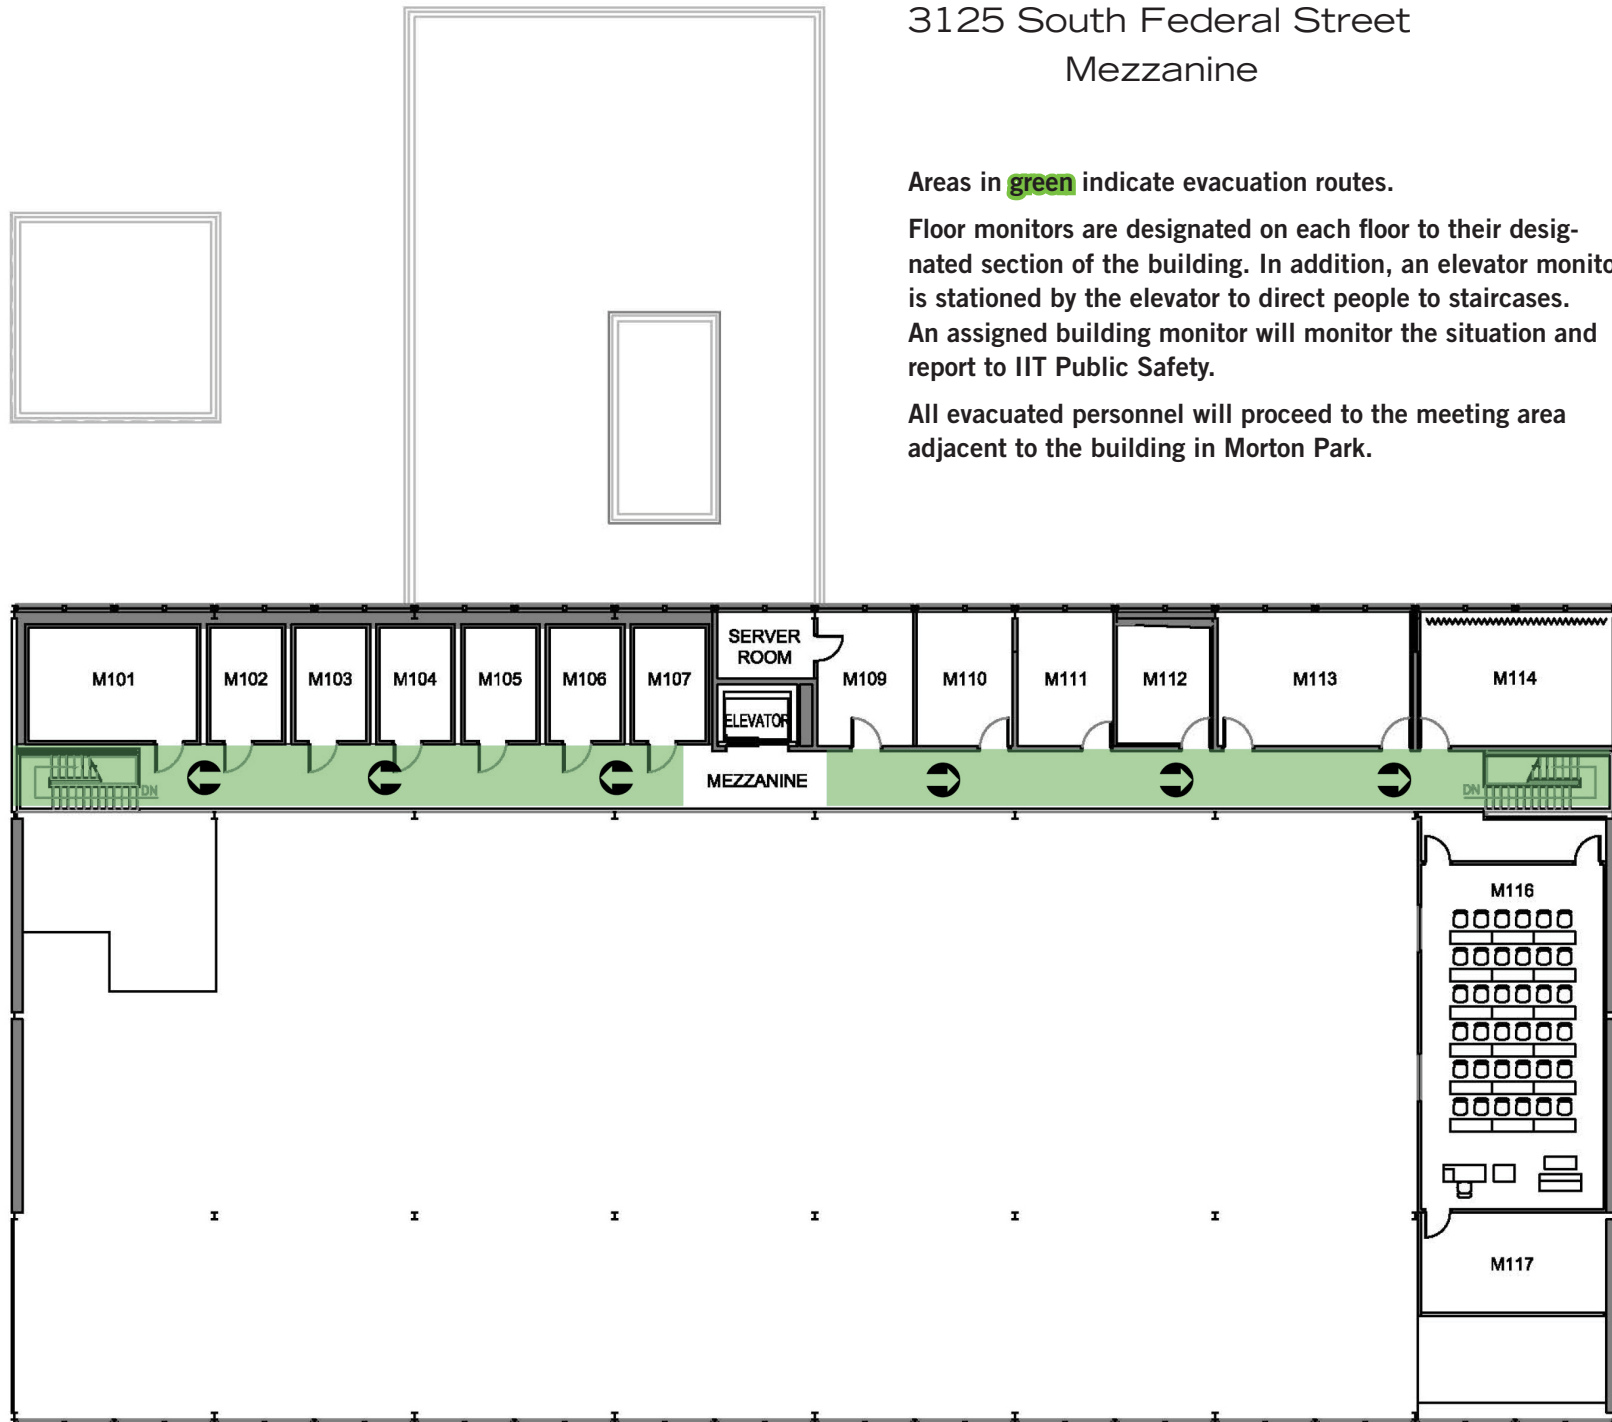 3125 South Federal Street
Mezzanine
Areas in green indicate evacuation routes.
Floor monitors are designated on each floor to their desig-
nated section of the building. In addition, an elevator monito
is stationed by the elevator to direct people to staircases.
An assigned building monitor will monitor the situation and
report to IIT Public Safety.
All evacuated personnel will proceed to the meeting area
adjacent to the building in Morton Park.
SERVER
ROOM
M101
M102
M103
M104
M105
M106
M107
M109
M110
M111
M112
M113
M114
ELEVATOR
MEZZANINE
DN
DN
M116
M117